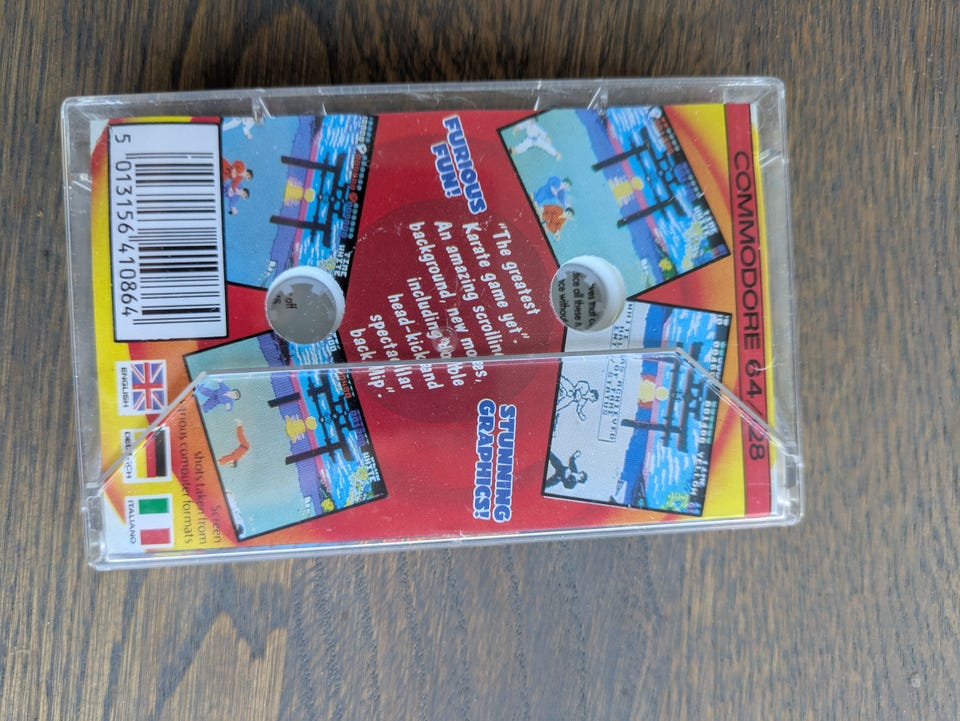 COMMODORE 64 128
FURIOUS
FUN!
"The greatest
Karate game yet".
An amazing scrolling
background, new moves,
including double
head-kick and
spectacular
back flip".
STUNNING
GRAPHICS!
5 013156 410864
ENGLISH
DEUTSCH
ITALIANO
Screen
shots taken from
various computer formats